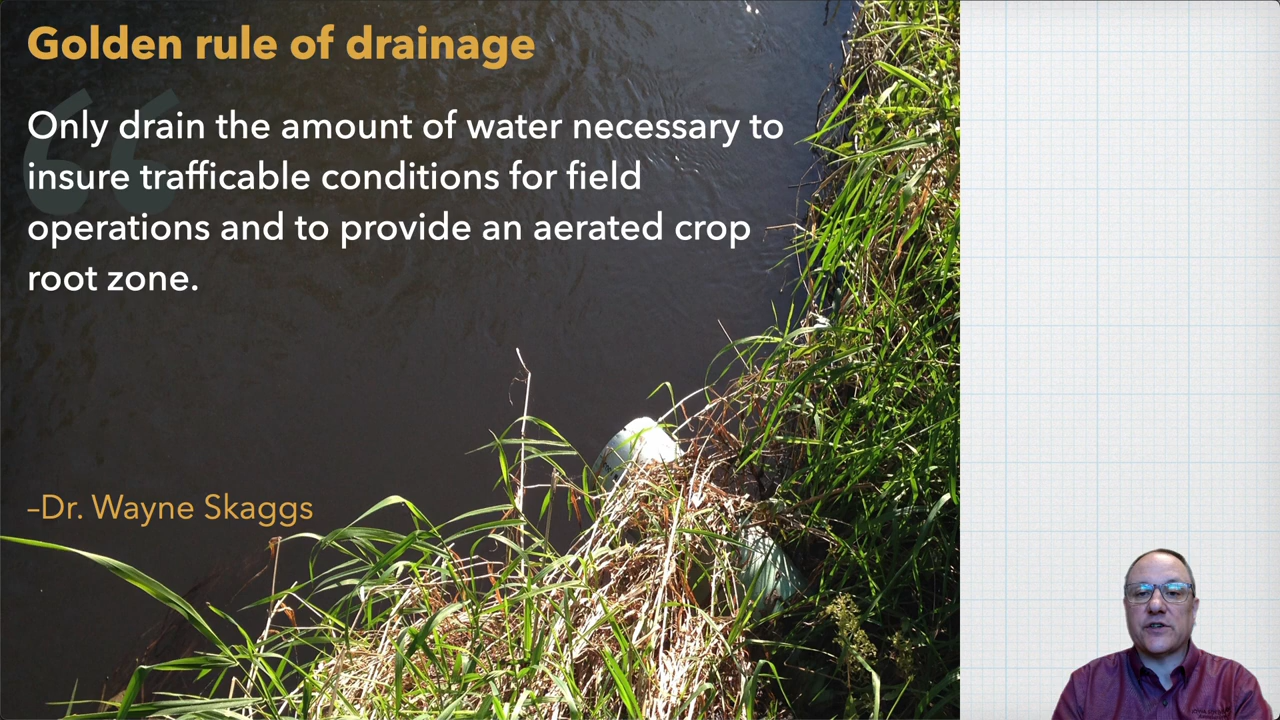 Golden rule of drainage
Only drain the amount of water necessary to
insure trafficable conditions for field
operations and to provide an aerated crop
root zone.
–Dr. Wayne Skaggs